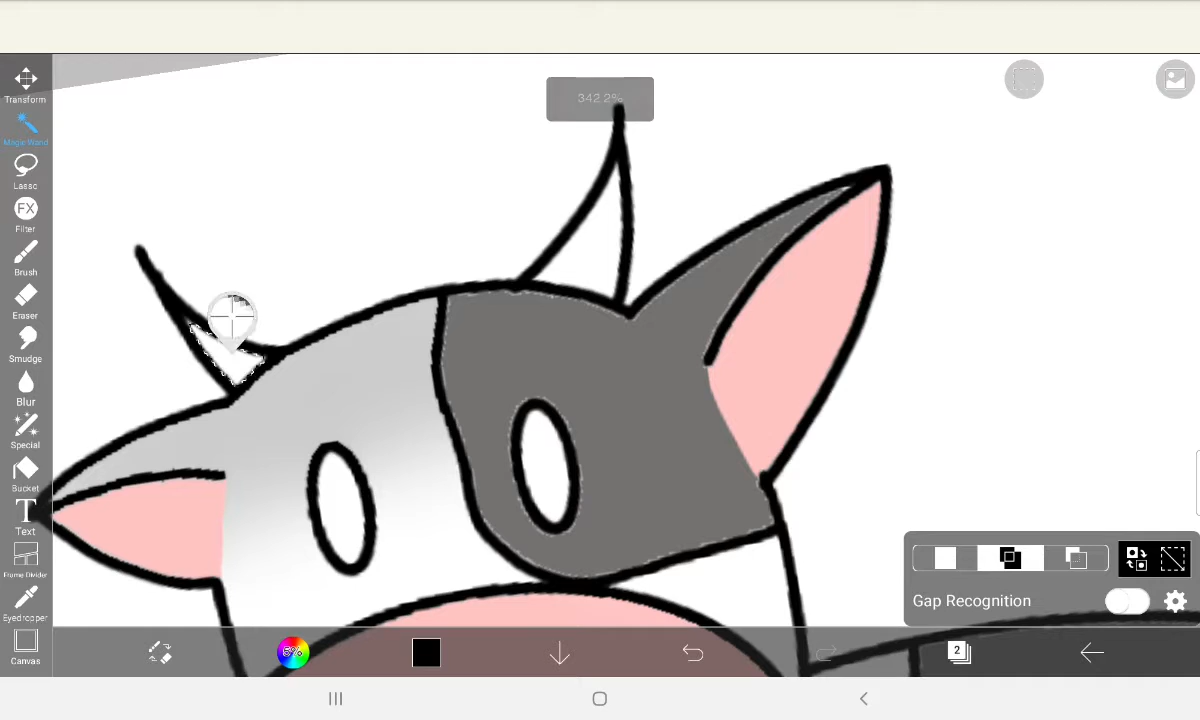 342.2%
Transform
Magic Wand
Lasso
FX
Filter
Brush
Eraser
Smudge
Blur
Special
Bucket
T
Text
Frame Divider
Eyedropper
Canvas
Gap Recognition
5%
2